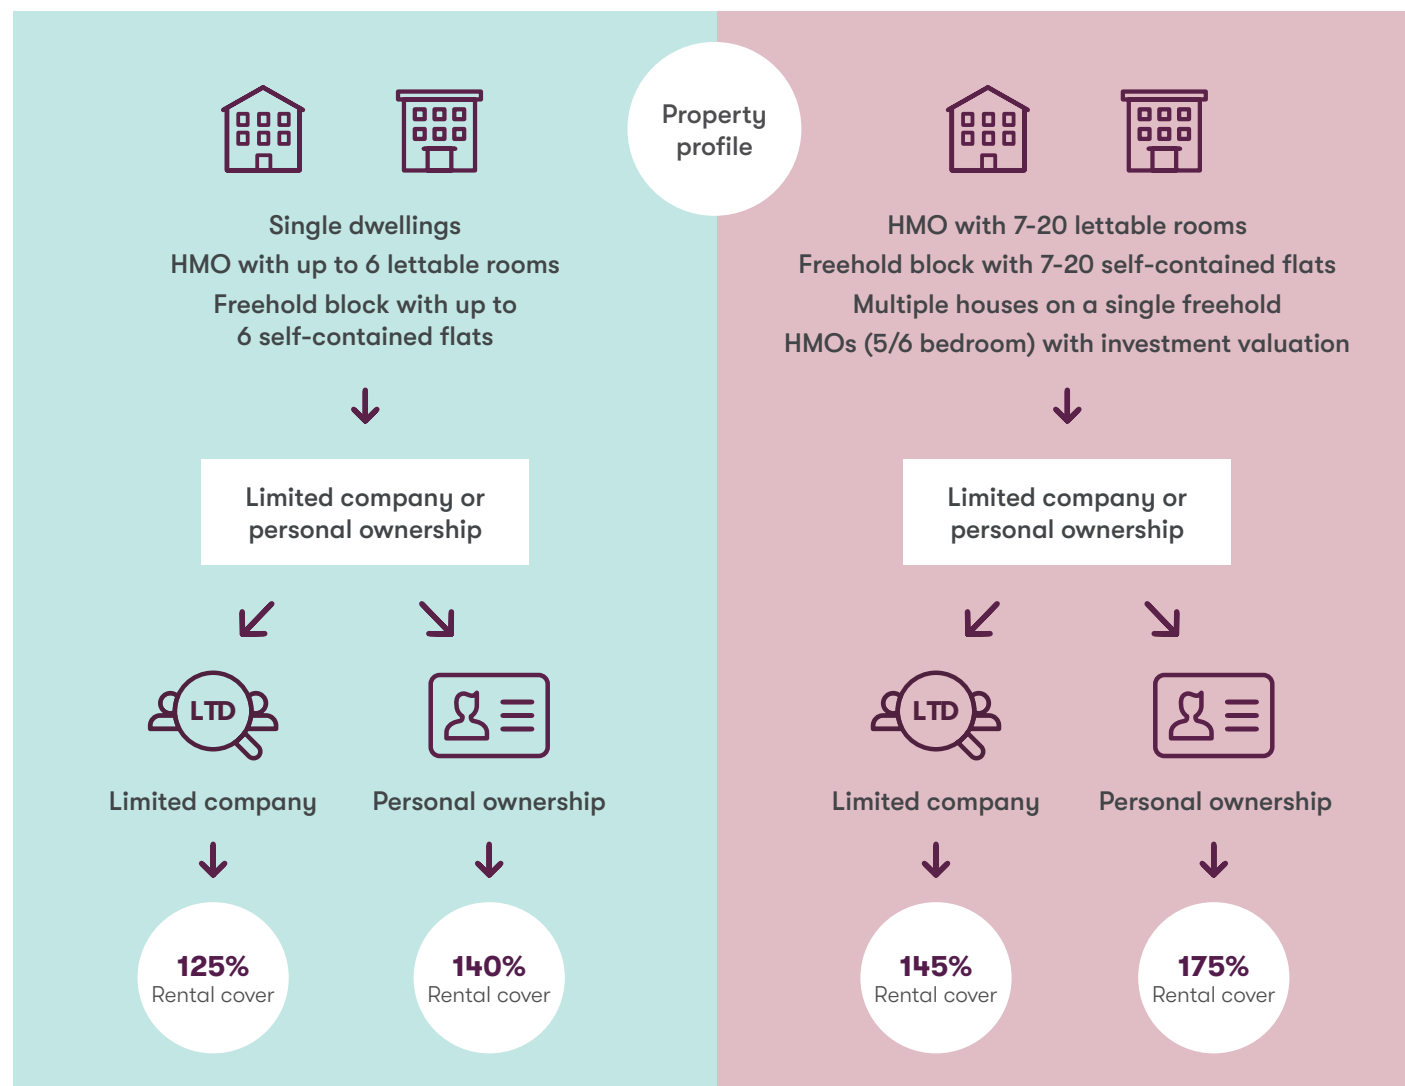 Property
profile
Single dwellings
HMO with up to 6 lettable rooms
Freehold block with up to
6 self-contained flats
Limited company or
personal ownership
LTD
Limited company
Personal ownership
125%
Rental cover
140%
Rental cover
HMO with 7-20 lettable rooms
Freehold block with 7-20 self-contained flats
Multiple houses on a single freehold
HMOs (5/6 bedroom) with investment valuation
Limited company or
personal ownership
LTD
Limited company
Personal ownership
145%
Rental cover
175%
Rental cover